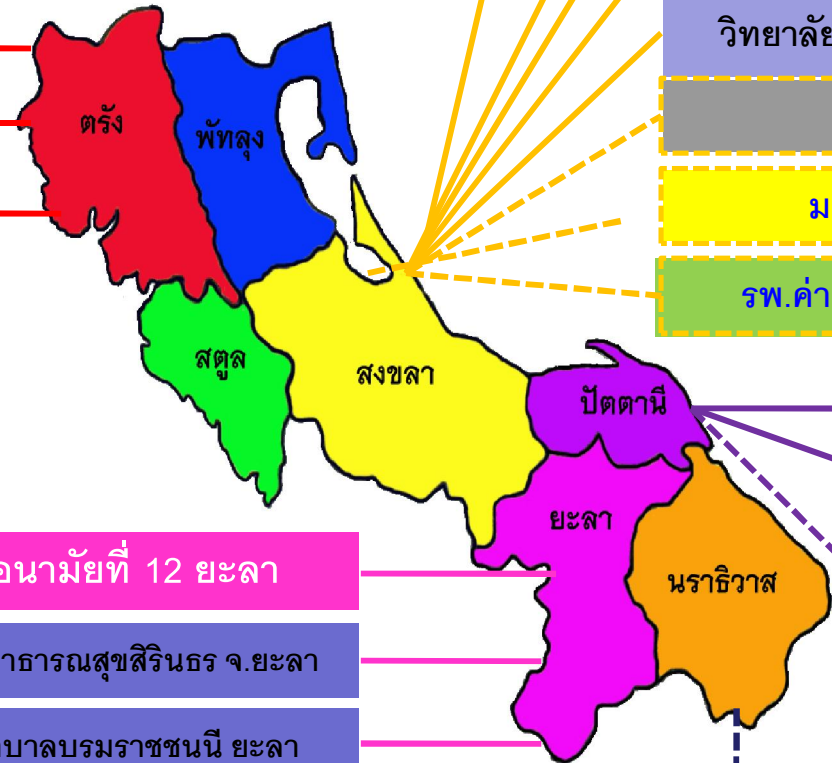 วิทยาลัย
ม
รพ.ค่า
ตรัง
พัทลุง
สตูล
สงขลา
ปัตตานี
ยะลา
นราธิวาส
อนามัยที่ 12 ยะลา
าธารณสุขสิรินธร จ.ยะลา
บาลบรมราชชนนี ยะลา